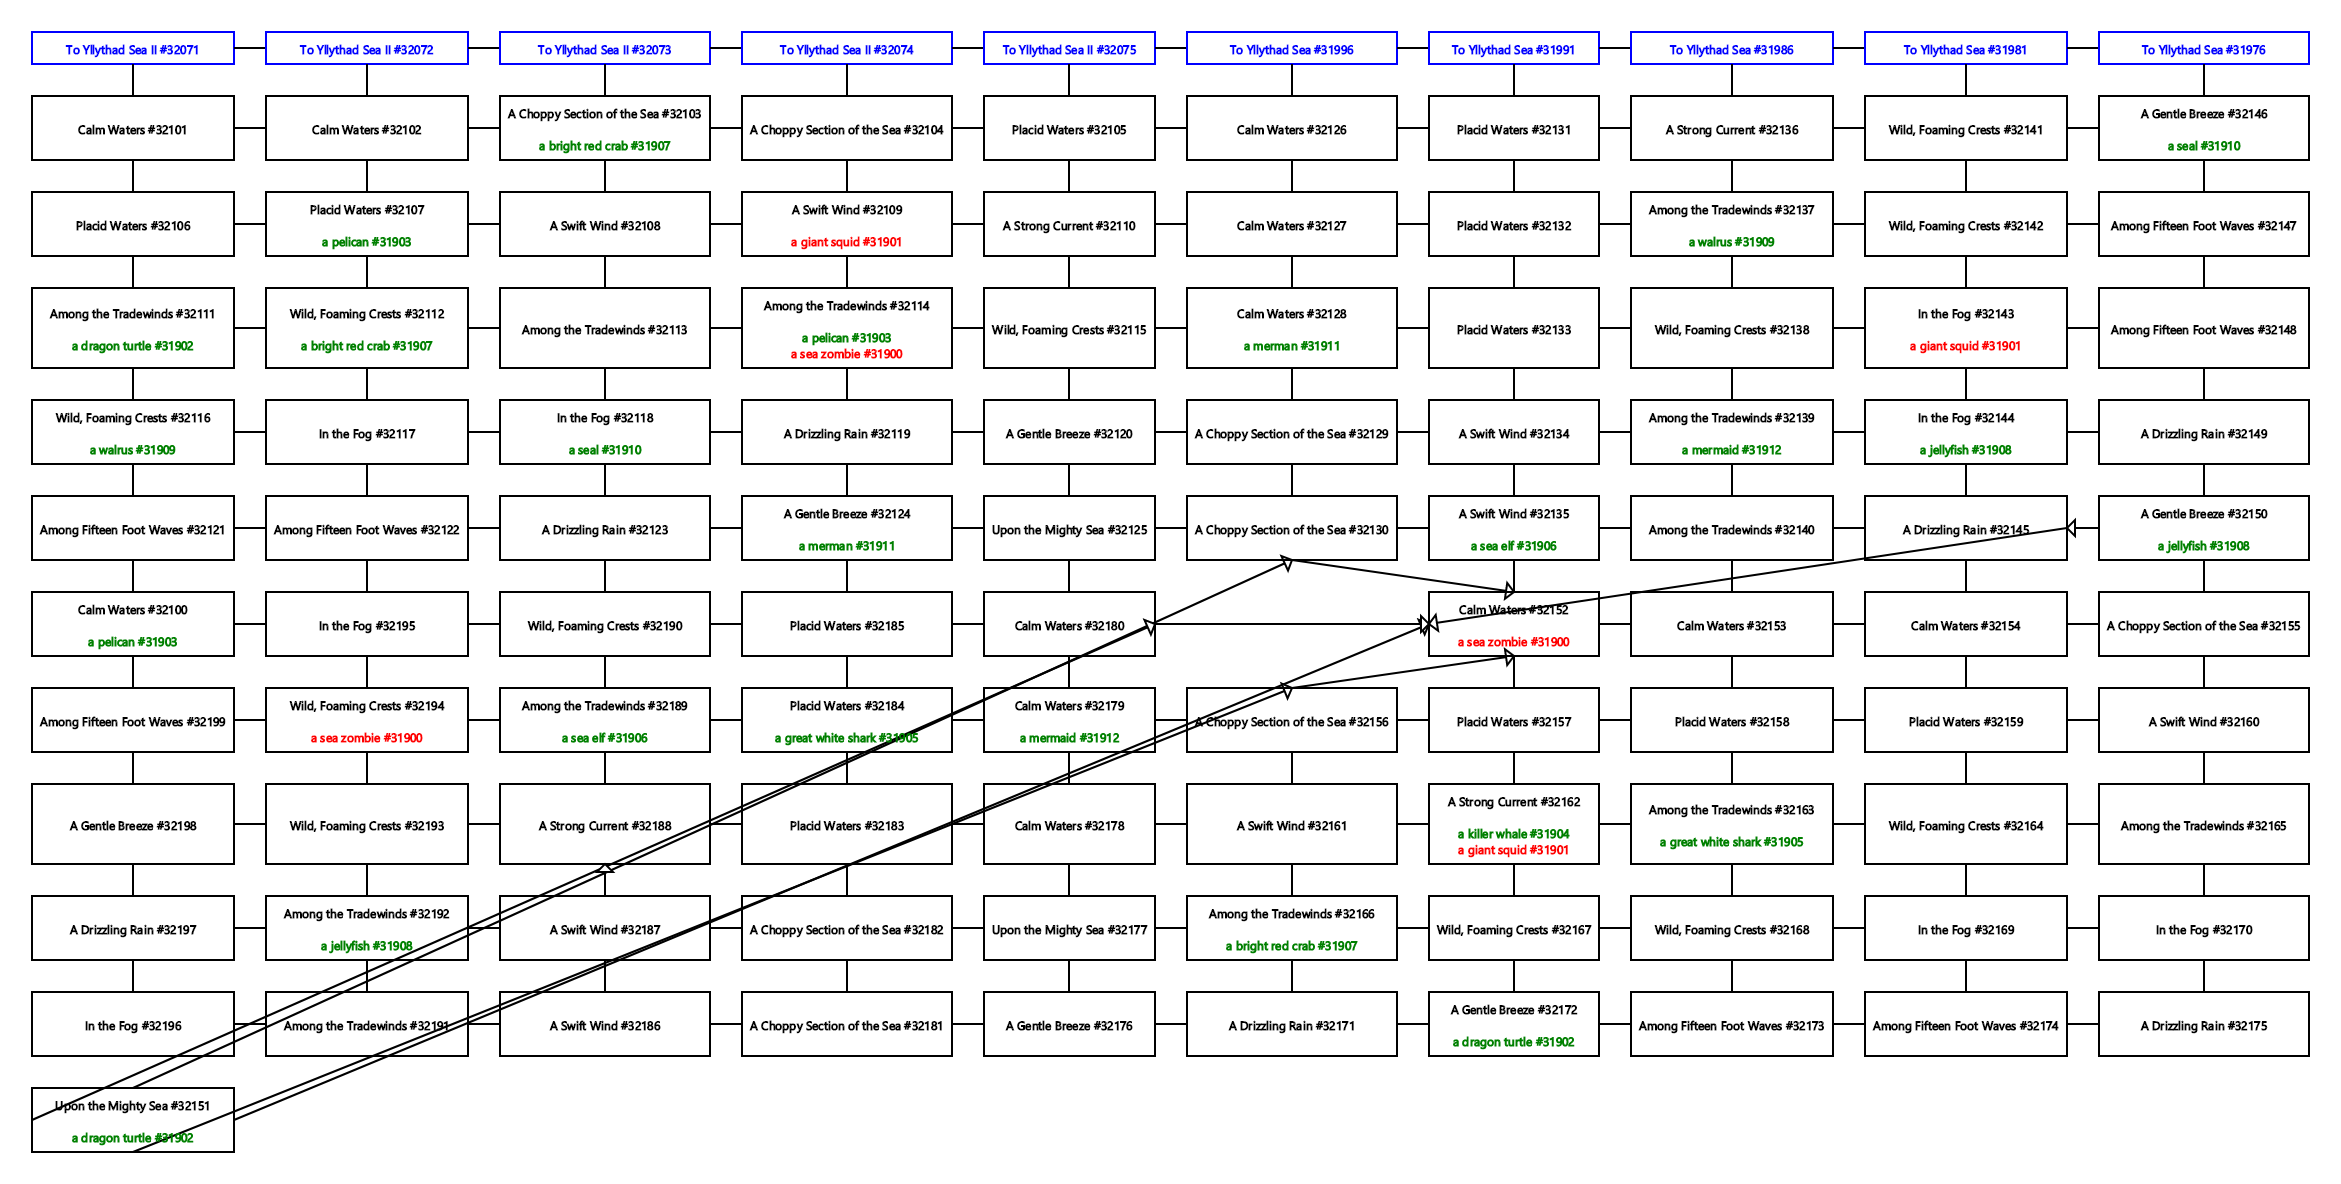 To Yllythad Sea II #32071
To Yllythad Sea II #32072
To Yllythad Sea II #32073
To Yllythad Sea II #32074
To Yllythad Sea II #32075
To Yllythad Sea #31996
To Yllythad Sea #31991
To Yllythad Sea #31986
To Yllythad Sea #31981
To Yllythad Sea #31976
Calm Waters #32101
Calm Waters #32102
A Choppy Section of the Sea #32103
a bright red crab #31907
A Choppy Section of the Sea #32104
Placid Waters #32105
Calm Waters #32126
Placid Waters #32131
A Strong Current #32136
Wild, Foaming Crests #32141
A Gentle Breeze #32146
a seal #31910
Placid Waters #32106
Placid Waters #32107
a pelican #31903
A Swift Wind #32108
A Swift Wind #32109
a giant squid #31901
A Strong Current #32110
Calm Waters #32127
Placid Waters #32132
Among the Tradewinds #32137
a walrus #31909
Wild, Foaming Crests #32142
Among Fifteen Foot Waves #32147
Among the Tradewinds #32111
a dragon turtle #31902
Wild, Foaming Crests #32112
a bright red crab #31907
Among the Tradewinds #32113
Among the Tradewinds #32114
a pelican #31903
a sea zombie #31900
Wild, Foaming Crests #32115
Calm Waters #32128
a merman #31911
Placid Waters #32133
Wild, Foaming Crests #32138
In the Fog #32143
a giant squid #31901
Among Fifteen Foot Waves #32148
Wild, Foaming Crests #32116
a walrus #31909
In the Fog #32117
In the Fog #32118
a seal #31910
A Drizzling Rain #32119
A Gentle Breeze #32120
A Choppy Section of the Sea #32129
A Swift Wind #32134
Among the Tradewinds #32139
a mermaid #31912
In the Fog #32144
a jellyfish #31908
A Drizzling Rain #32149
Among Fifteen Foot Waves #32121
Among Fifteen Foot Waves #32122
A Drizzling Rain #32123
A Gentle Breeze #32124
a merman #31911
Upon the Mighty Sea #32125
A Choppy Section of the Sea #32130
A Swift Wind #32135
a sea elf #31906
Among the Tradewinds #32140
A Drizzling Rain #32145
A Gentle Breeze #32150
a jellyfish #31908
Calm Waters #32100
a pelican #31903
In the Fog #32195
Wild, Foaming Crests #32190
Placid Waters #32185
Calm Waters #32180
Calm Waters #32152
a sea zombie #31900
Calm Waters #32153
Calm Waters #32154
A Choppy Section of the Sea #32155
Among Fifteen Foot Waves #32199
Wild, Foaming Crests #32194
a sea zombie #31900
Among the Tradewinds #32189
a sea elf #31906
Placid Waters #32184
a great white shark #31905
Calm Waters #32179
a mermaid #31912
A Choppy Section of the Sea #32156
Placid Waters #32157
Placid Waters #32158
Placid Waters #32159
A Swift Wind #32160
A Gentle Breeze #32198
Wild, Foaming Crests #32193
A Strong Current #32188
Placid Waters #32183
Calm Waters #32178
A Swift Wind #32161
A Strong Current #32162
a killer whale #31904
a giant squid #31901
Among the Tradewinds #32163
a great white shark #31905
Wild, Foaming Crests #32164
Among the Tradewinds #32165
A Drizzling Rain #32197
Among the Tradewinds #32192
a jellyfish #31908
A Swift Wind #32187
A Choppy Section of the Sea #32182
Upon the Mighty Sea #32177
Among the Tradewinds #32166
a bright red crab #31907
Wild, Foaming Crests #32167
Wild, Foaming Crests #32168
In the Fog #32169
In the Fog #32170
In the Fog #32196
Among the Tradewinds #32191
A Swift Wind #32186
A Choppy Section of the Sea #32181
A Gentle Breeze #32176
A Drizzling Rain #32171
A Gentle Breeze #32172
a dragon turtle #31902
Among Fifteen Foot Waves #32173
Among Fifteen Foot Waves #32174
A Drizzling Rain #32175
Upon the Mighty Sea #32151
a dragon turtle #31902